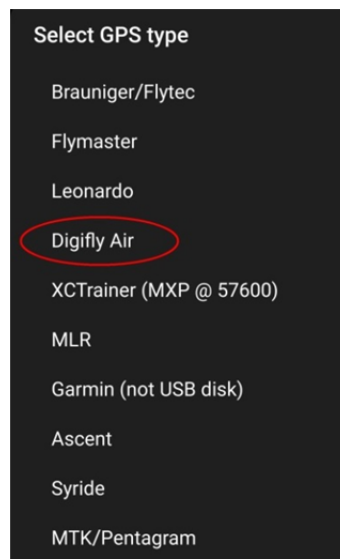 Select GPS type
Brauniger/Flytec
Flymaster
Leonardo
Digifly Air
XCTrainer (MXP @ 57600)
MLR
Garmin (not USB disk)
Ascent
Syride
MTK/Pentagram